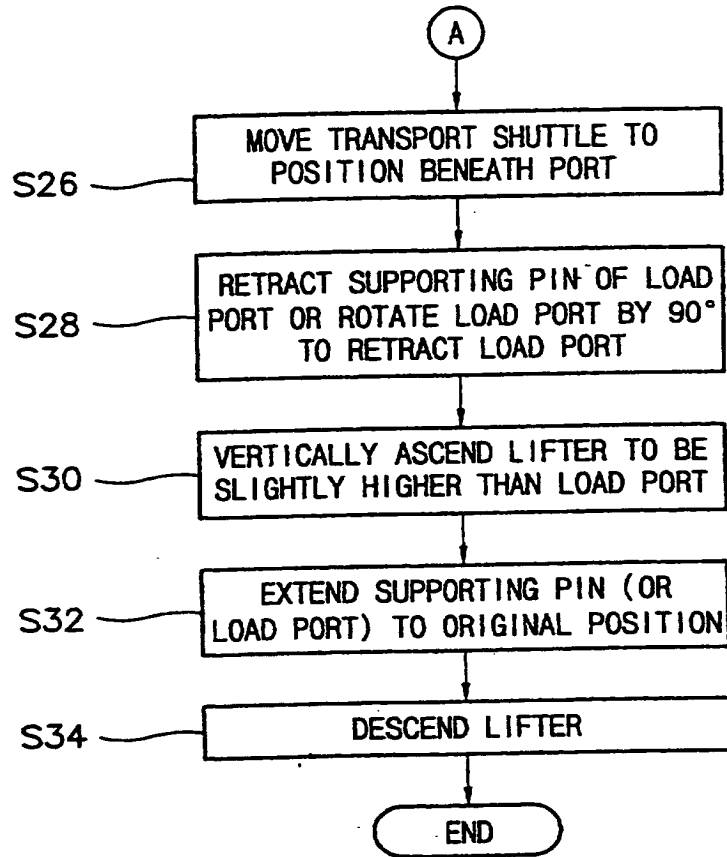 A
S26
MOVE TRANSPORT SHUTTLE TO
POSITION BENEATH PORT
S28
RETRACT SUPPORTING PIN OF LOAD
PORT OR ROTATE LOAD PORT BY 90°
TO RETRACT LOAD PORT
S30
VERTICALLY ASCEND LIFTER TO BE
SLIGHTLY HIGHER THAN LOAD PORT
S32
EXTEND SUPPORTING PIN (OR
LOAD PORT) TO ORIGINAL POSITION
S34
DESCEND LIFTER
END